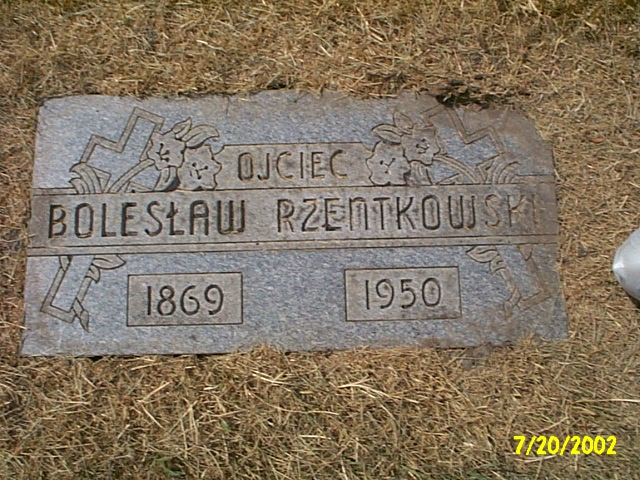 OJCIEC
BOLESŁAW RZENTKOWSKI
1869 1950
7/20/2002